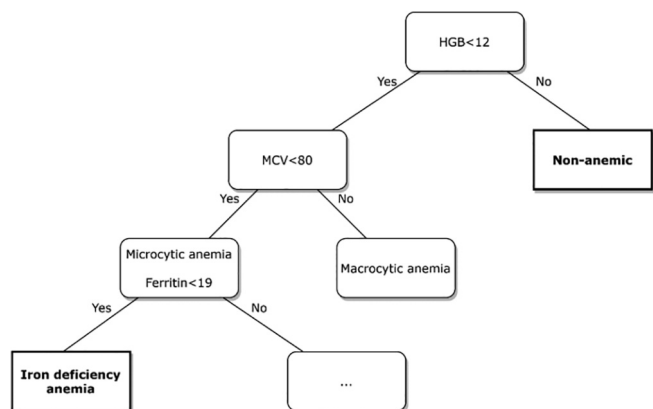 HGB<12
Yes
No
MCV<80
Non-anemic
Yes
No
Microcytic anemia
Ferritin<19
Macrocytic anemia
Yes
No
Iron deficiency
anemia
...